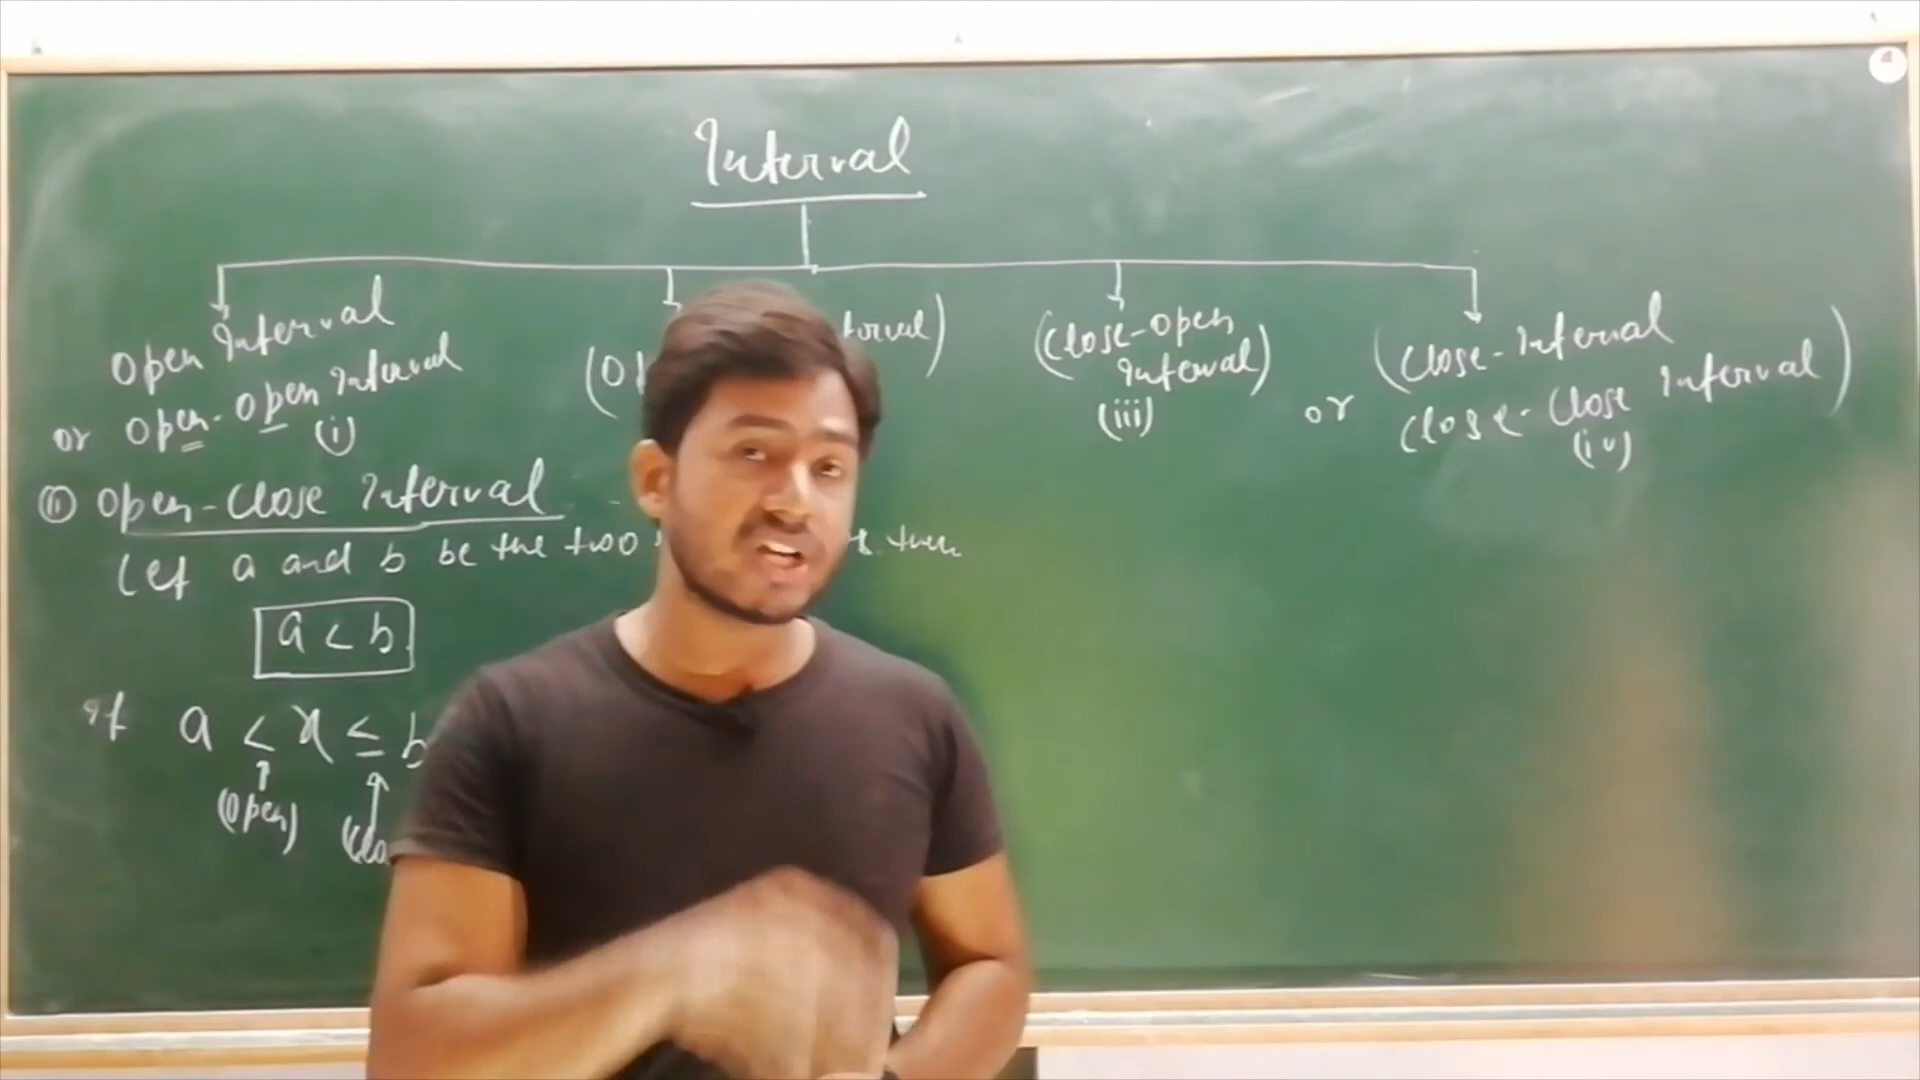 Interval
Open Interval
or Open-Open Interval
(i)
(Close-Open
Interval)
(iii)
(Close-Interval
or Close-Close Interval)
(iv)
(ii) Open-Close Interval
Let a and b be the two then
a < b
if a < x ≤ b
(open)